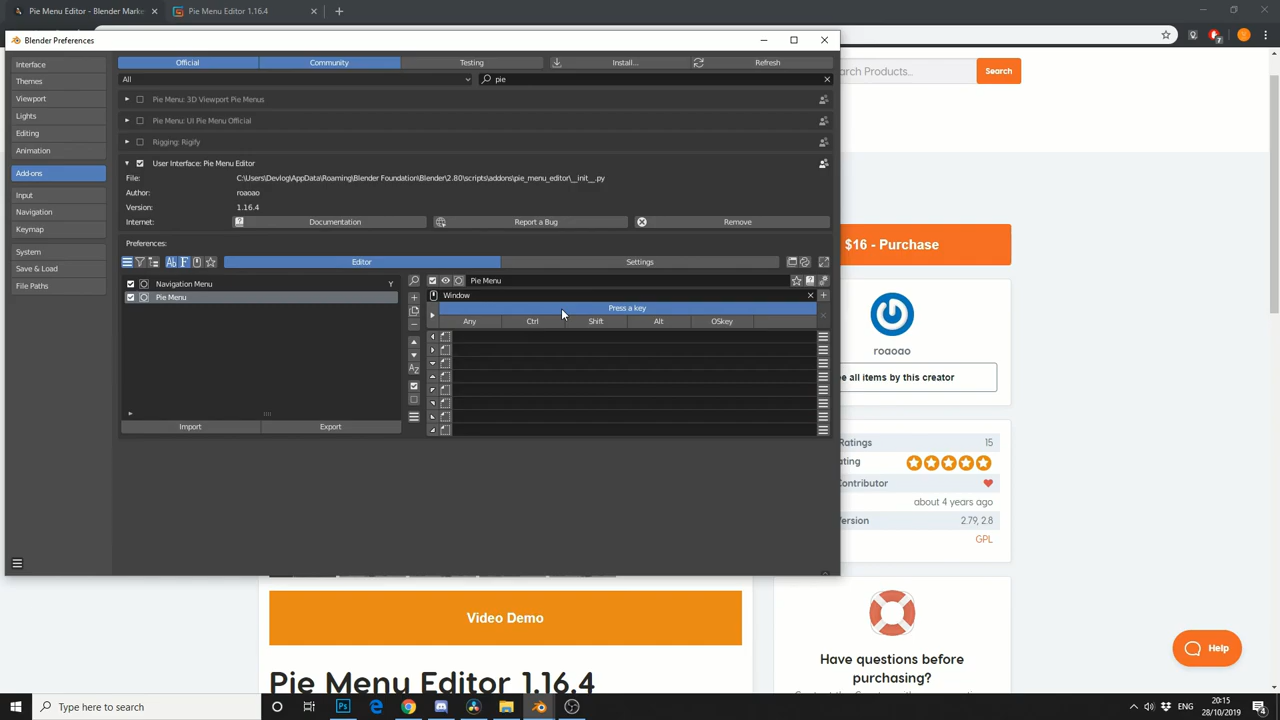 Pie Menu Editor - Blender Marke
Pie Menu Editor 1.16.4
Blender Preferences
Interface
Themes
Viewport
Lights
Editing
Animation
Add-ons
Input
Navigation
Keymap
System
Save & Load
File Paths
Official
Community
Testing
Install...
Refresh
All
pie
Pie Menu: 3D Viewport Pie Menus
Pie Menu: UI Pie Menu Official
Rigging: Rigify
User Interface: Pie Menu Editor
File: C:\Users\Devlog\AppData\Roaming\Blender Foundation\Blender\2.80\scripts\addons\pie_menu_editor\__init__.py
Author: roaoao
Version: 1.16.4
Internet: Documentation Report a Bug Remove
Preferences:
Editor
Settings
Navigation Menu Y
Pie Menu
Import
Export
Pie Menu
Window
Press a key
Any Ctrl Shift Alt OSkey
arch Products...
Search
$16 - Purchase
roaoao
ee all items by this creator
Ratings 15
ating
Contributor
about 4 years ago
ersion 2.79, 2.8
GPL
Have questions before
purchasing?
Video Demo
Pie Menu Editor 1.16.4
Help
Type here to search
ENG
20:15
28/10/2019